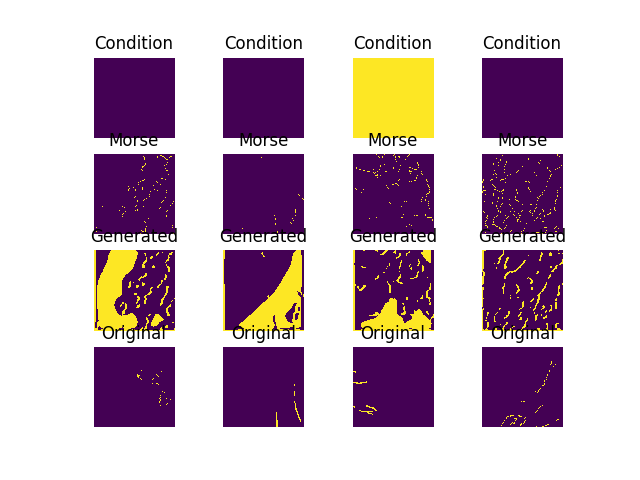 Condition Condition Condition Condition
Morse Morse Morse Morse
Generated Generated Generated Generated
Original Original Original Original